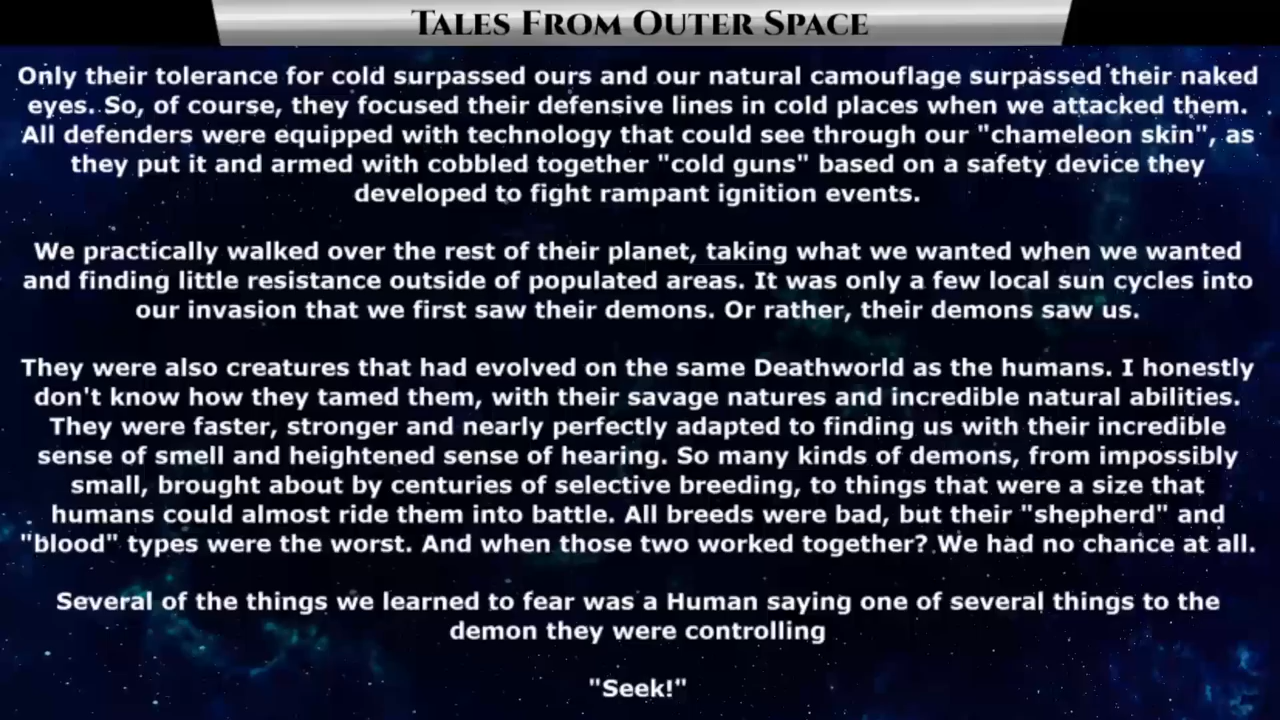 Tales From Outer Space
Only their tolerance for cold surpassed ours and our natural camouflage surpassed their naked
eyes. So, of course, they focused their defensive lines in cold places when we attacked them.
All defenders were equipped with technology that could see through our "chameleon skin", as
they put it and armed with cobbled together "cold guns" based on a safety device they
developed to fight rampant ignition events.
We practically walked over the rest of their planet, taking what we wanted when we wanted
and finding little resistance outside of populated areas. It was only a few local sun cycles into
our invasion that we first saw their demons. Or rather, their demons saw us.
They were also creatures that had evolved on the same Deathworld as the humans. I honestly
don't know how they tamed them, with their savage natures and incredible natural abilities.
They were faster, stronger and nearly perfectly adapted to finding us with their incredible
sense of smell and heightened sense of hearing. So many kinds of demons, from impossibly
small, brought about by centuries of selective breeding, to things that were a size that
humans could almost ride them into battle. All breeds were bad, but their "shepherd" and
"blood" types were the worst. And when those two worked together? We had no chance at all.
Several of the things we learned to fear was a Human saying one of several things to the
demon they were controlling
"Seek!"